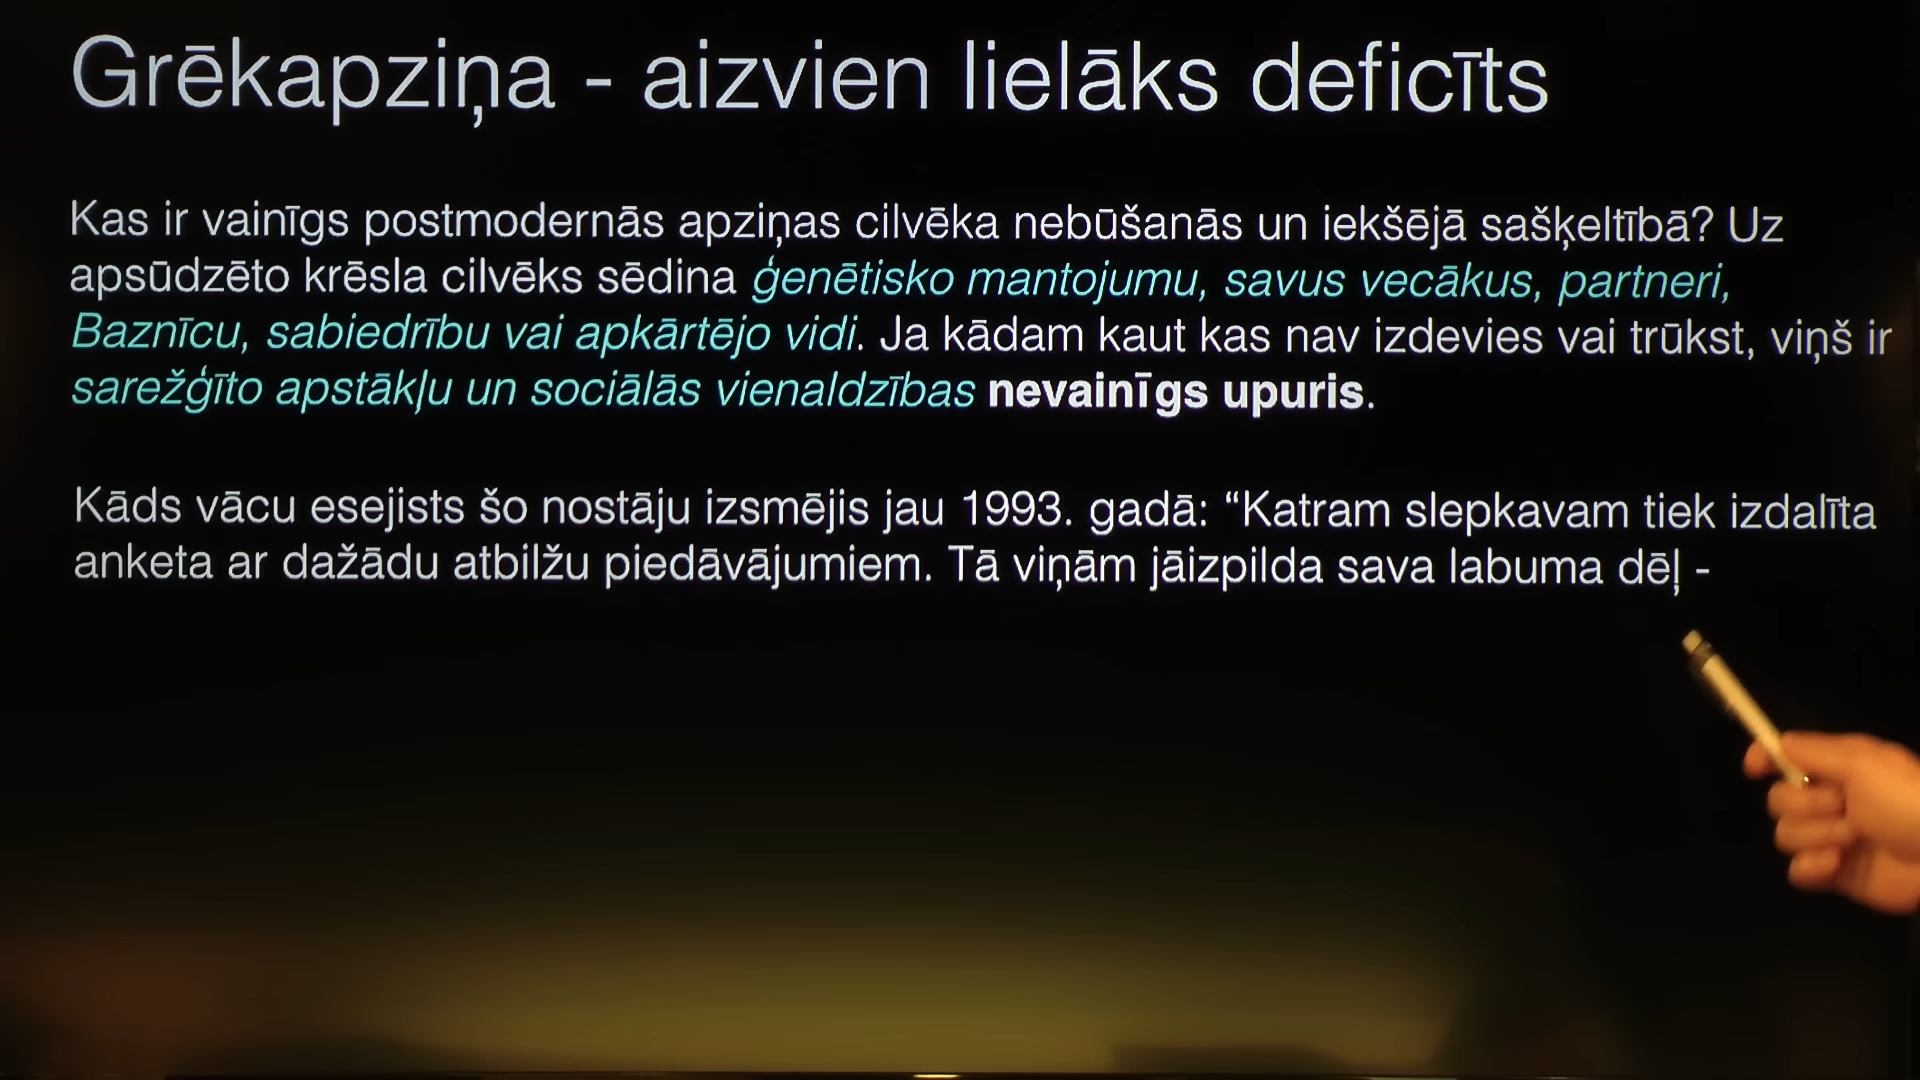 Grēkapziņa - aizvien lielāks deficīts
Kas ir vainīgs postmodernās apziņas cilvēka nebūšanās un iekšējā sašķeltībā? Uz
apsūdzēto krēsla cilvēks sēdina ģenētisko mantojumu, savus vecākus, partneri,
Baznīcu, sabiedrību vai apkārtējo vidi. Ja kādam kaut kas nav izdevies vai trūkst, viņš ir
sarežģīto apstākļu un sociālās vienaldzības nevainīgs upuris.
Kāds vācu esejists šo nostāju izsmējis jau 1993. gadā: “Katram slepkavam tiek izdalīta
anketa ar dažādu atbilžu piedāvājumiem. Tā viņām jāizpilda sava labuma dēļ -